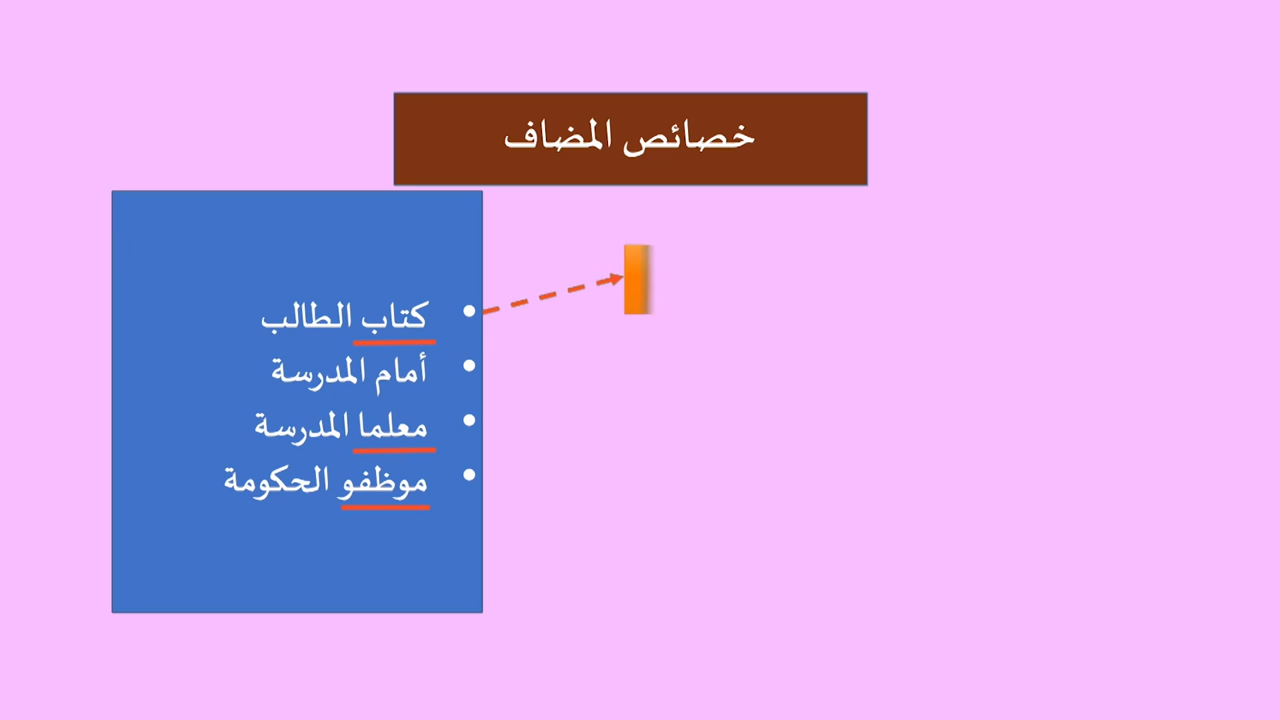 خصائص المضاف
• كتاب الطالب
• أمام المدرسة
• معلما المدرسة
• موظفو الحكومة